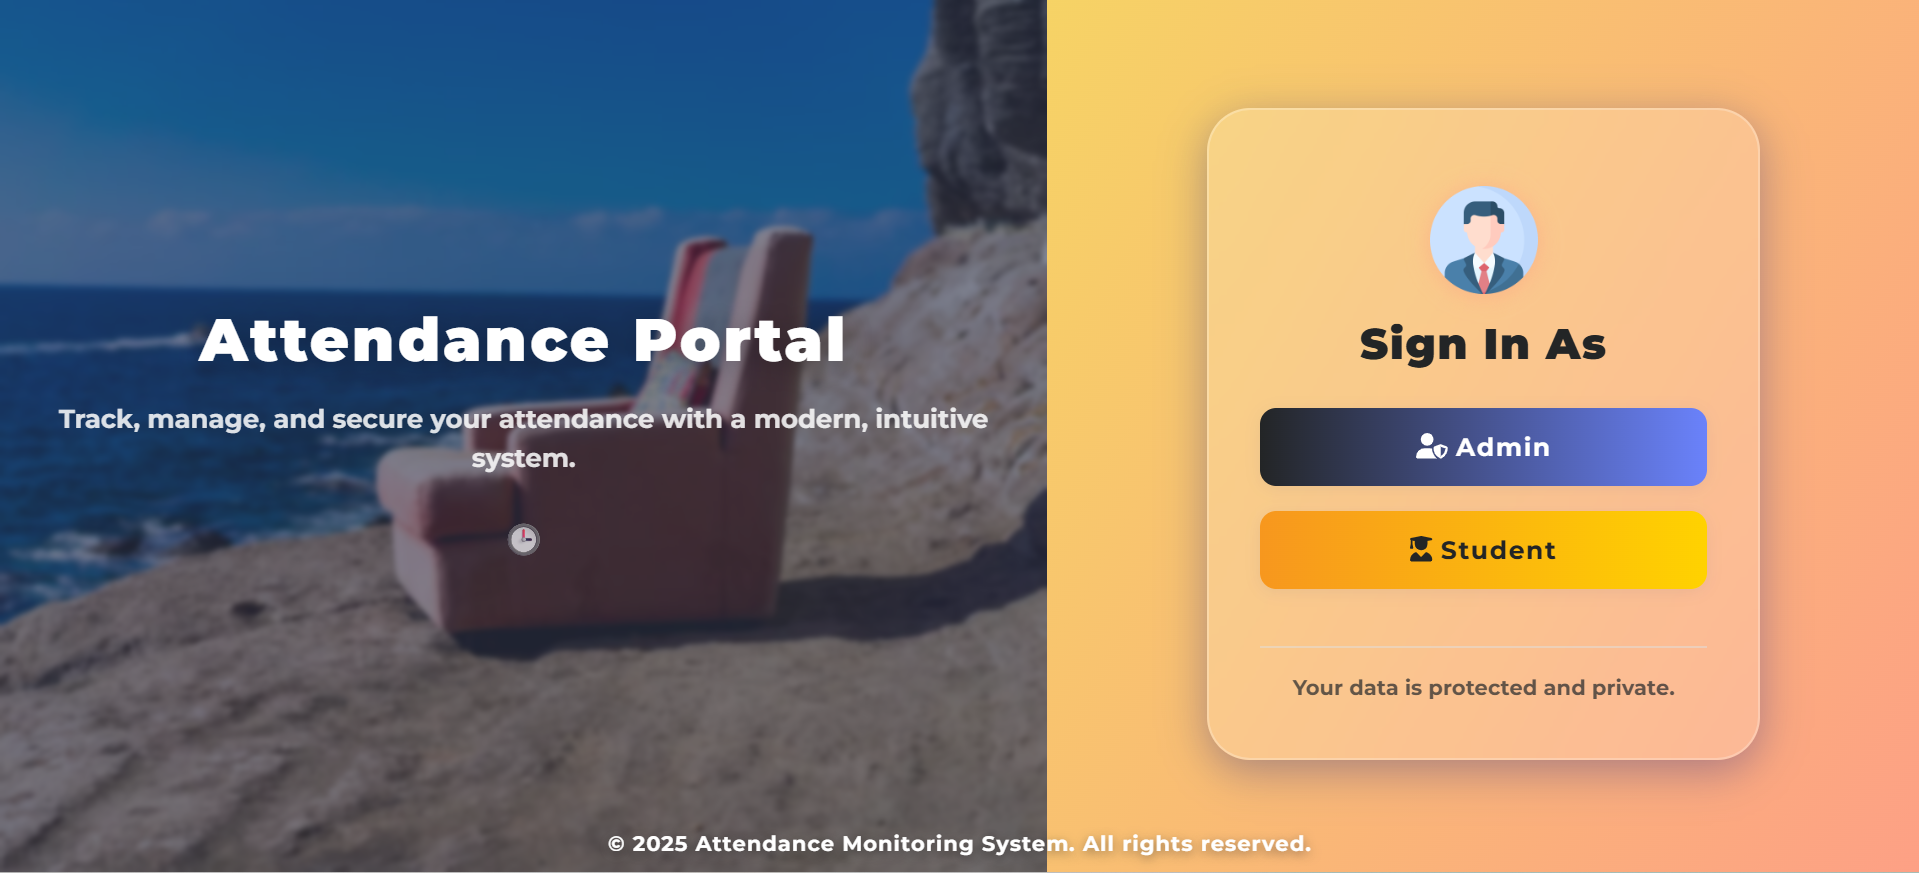 Attendance Portal
Track, manage, and secure your attendance with a modern, intuitive
system.
Sign In As
Admin
Student
Your data is protected and private.
© 2025 Attendance Monitoring System. All rights reserved.